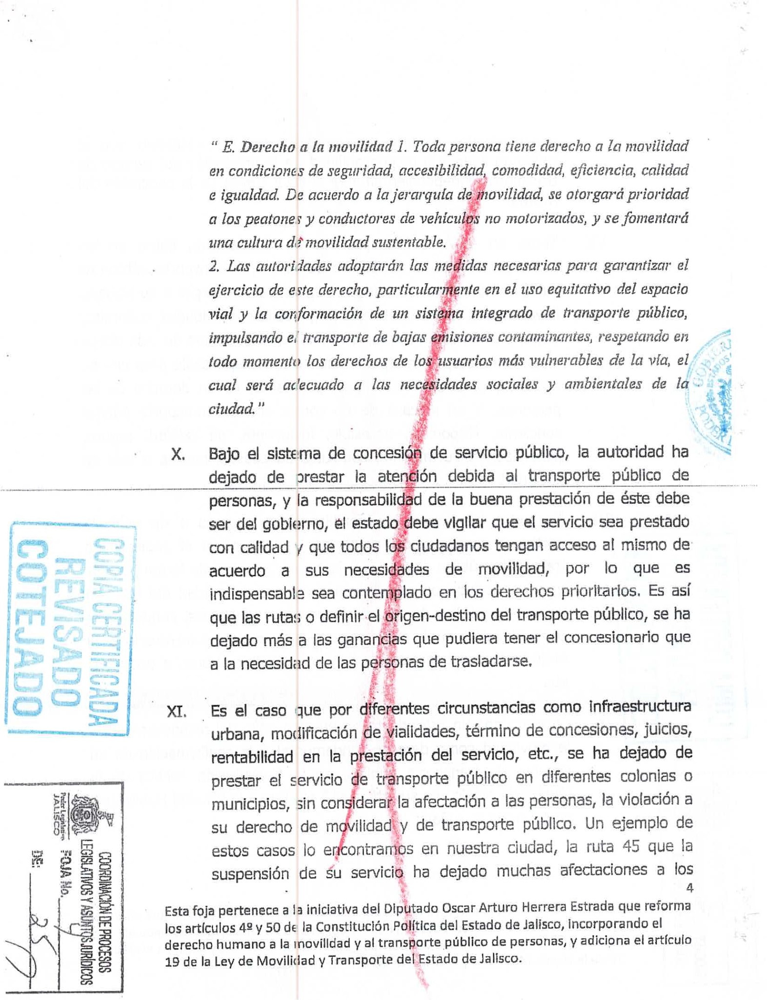 “ E. Derecho a la movilidad 1. Toda persona tiene derecho a la movilidad
en condiciones de seguridad, accesibilidad, comodidad, eficiencia, calidad
e igualdad. De acuerdo a la jerarquía de movilidad, se otorgará prioridad
a los peatones y conductores de vehículos no motorizados, y se fomentará
una cultura de movilidad sustentable.
2. Las autoridades adoptarán las medidas necesarias para garantizar el
ejercicio de este derecho, particularmente en el uso equitativo del espacio
vial y la conformación de un sistema integrado de transporte público,
impulsando el transporte de bajas emisiones contaminantes, respetando en
todo momento los derechos de los usuarios más vulnerables de la vía, el
cual será adecuado a las necesidades sociales y ambientales de la
ciudad.”
X. Bajo el sistema de concesión de servicio público, la autoridad ha
dejado de prestar la atención debida al transporte público de
personas, y la responsabilidad de la buena prestación de éste debe
ser del gobierno, el estado debe vigilar que el servicio sea prestado
con calidad y que todos los ciudadanos tengan acceso al mismo de
acuerdo a sus necesidades de movilidad, por lo que es
indispensable sea contemplado en los derechos prioritarios. Es así
que las rutas o definir el origen-destino del transporte público, se ha
dejado más a las ganancias que pudiera tener el concesionario que
a la necesidad de las personas de trasladarse.
XI. Es el caso que por diferentes circunstancias como infraestructura
urbana, modificación de vialidades, término de concesiones, juicios,
rentabilidad en la prestación del servicio, etc., se ha dejado de
prestar el servicio de transporte público en diferentes colonias o
municipios, sin considerar la afectación a las personas, la violación a
su derecho de movilidad y de transporte público. Un ejemplo de
estos casos lo encontramos en nuestra ciudad, la ruta 45 que la
suspensión de su servicio ha dejado muchas afectaciones a los
4
Esta foja pertenece a la iniciativa del Diputado Oscar Arturo Herrera Estrada que reforma
los artículos 4º y 50 de la Constitución Política del Estado de Jalisco, incorporando el
derecho humano a la movilidad y al transporte público de personas, y adiciona el artículo
19 de la Ley de Movilidad y Transporte del Estado de Jalisco.
COPIA CERTIFICADA
REVISADO
COTEJADO
COORDINACIÓN DE PROCESOS
LEGISLATIVOS Y ASUNTOS JURÍDICOS
Poder Legislativo
JALISCO
FOJA No. 4
DE: 25
PODER